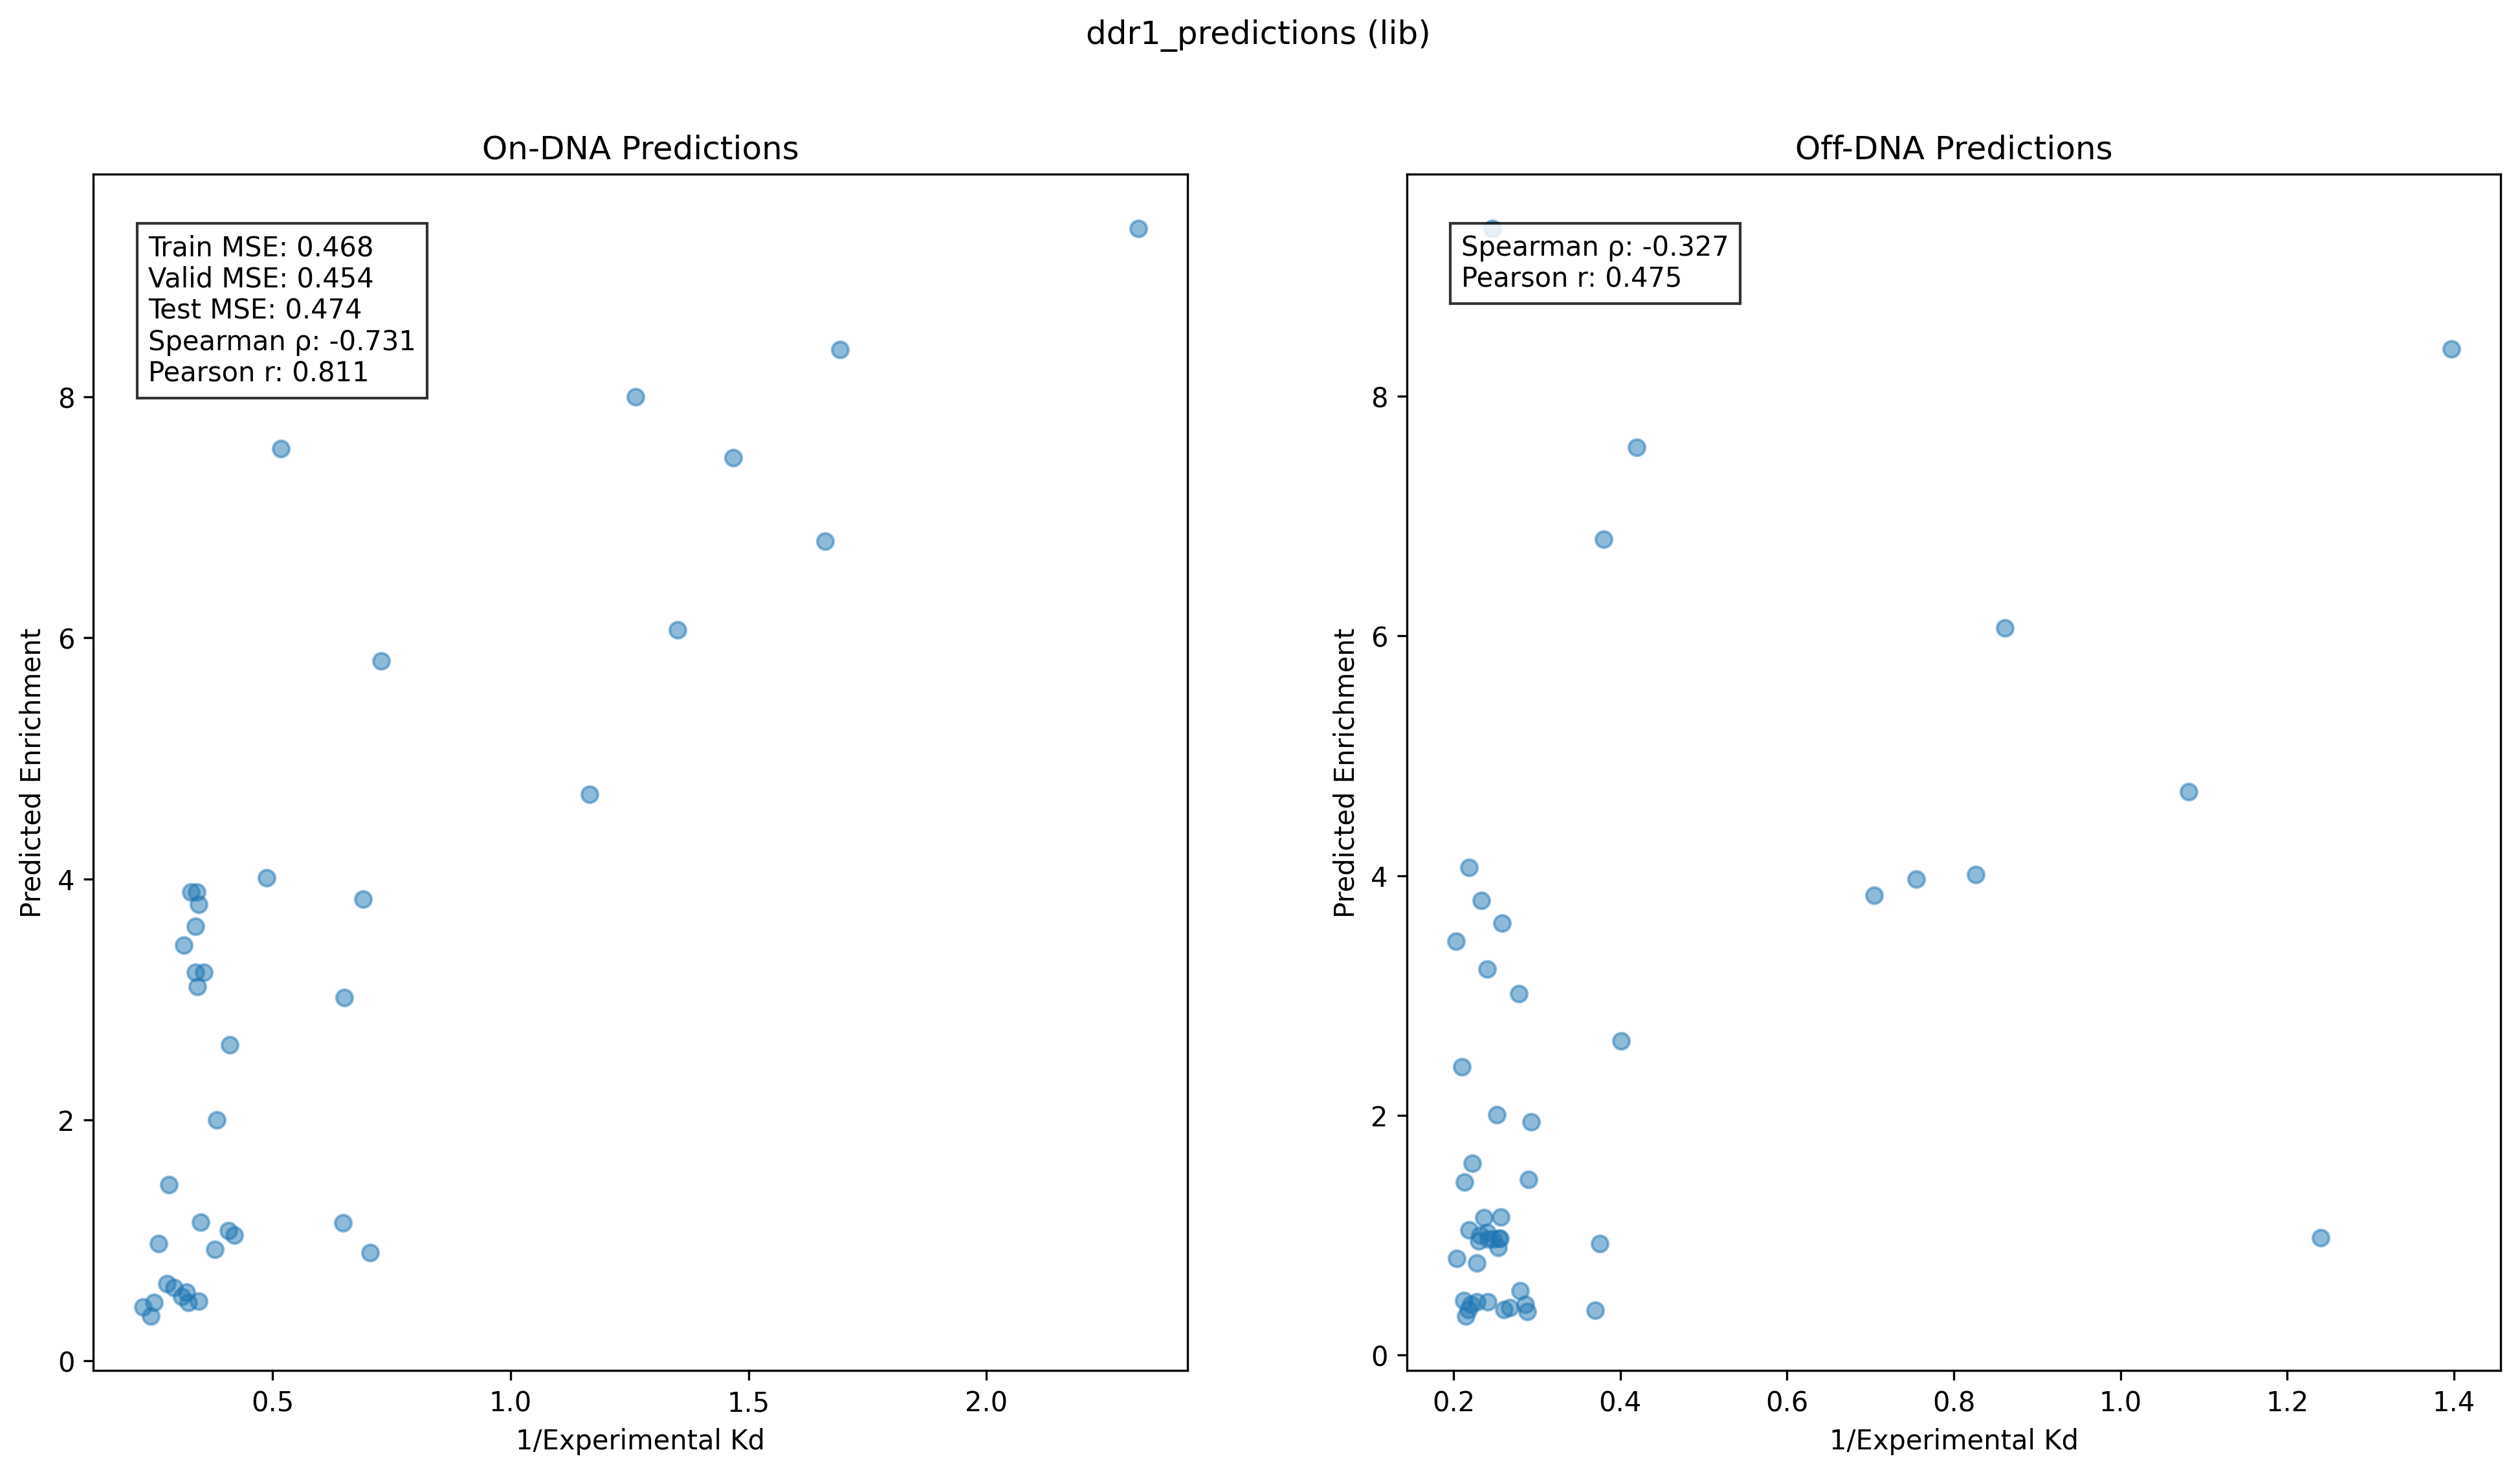 ddr1_predictions (lib)
On-DNA Predictions
Train MSE: 0.468
Valid MSE: 0.454
Test MSE: 0.474
Spearman ρ: -0.731
Pearson r: 0.811
Predicted Enrichment
8
6
4
2
0
0.5 1.0 1.5 2.0
1/Experimental Kd
Off-DNA Predictions
Spearman ρ: -0.327
Pearson r: 0.475
Predicted Enrichment
8
6
4
2
0
0.2 0.4 0.6 0.8 1.0 1.2 1.4
1/Experimental Kd